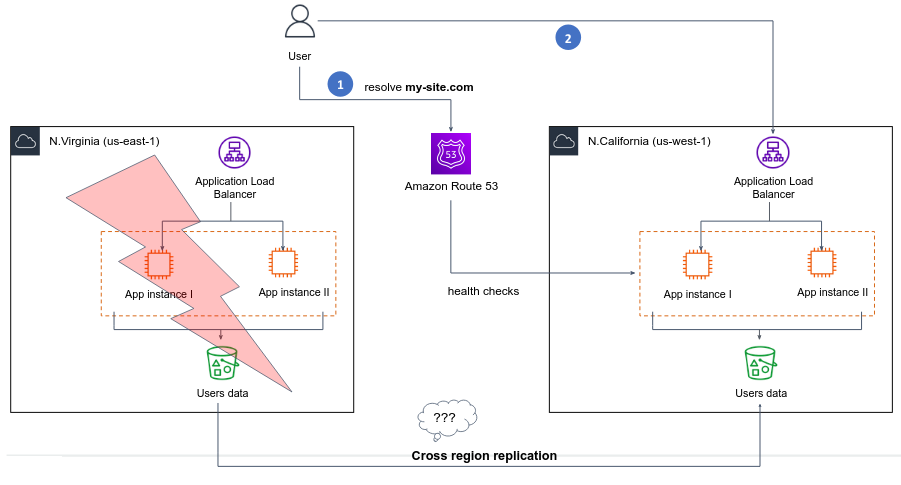 2
User
1
resolve my-site.com
N.Virginia (us-east-1)
Application Load
Balancer
App instance I
App instance II
Users data
53
Amazon Route 53
health checks
N.California (us-west-1)
Application Load
Balancer
App instance I
App instance II
Users data
???
Cross region replication